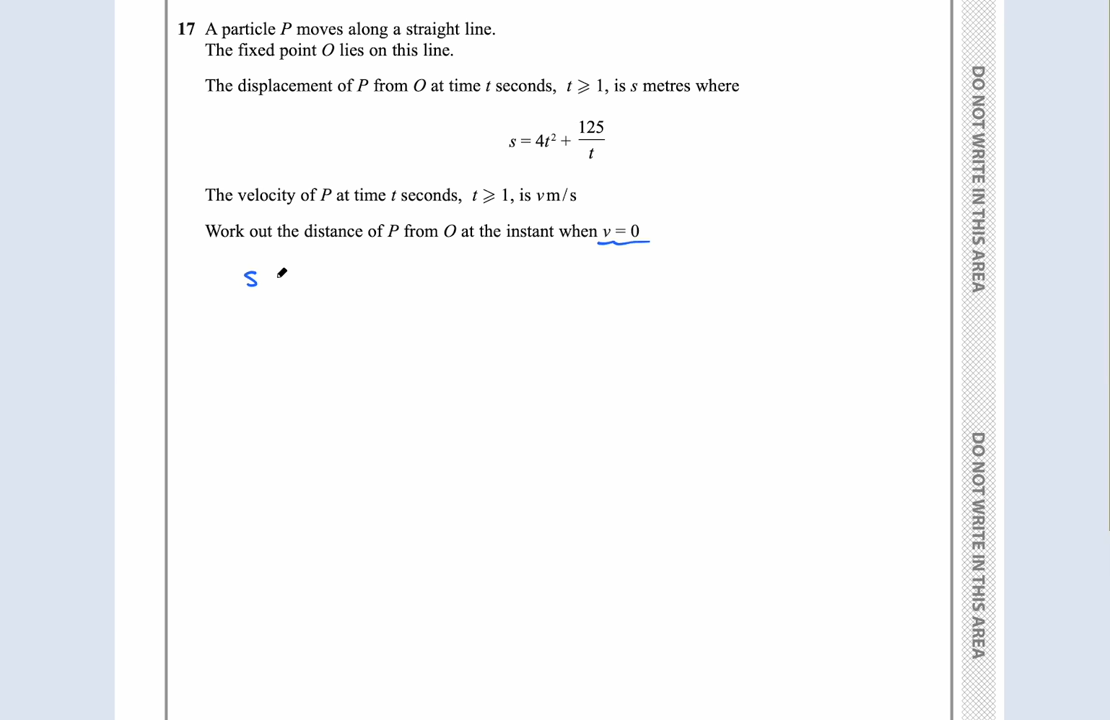 17 A particle P moves along a straight line.
The fixed point O lies on this line.
The displacement of P from O at time t seconds, t ⩾ 1, is s metres where
s = 4t² + 125/t
The velocity of P at time t seconds, t ⩾ 1, is v m/s
Work out the distance of P from O at the instant when v = 0
S
DO NOT WRITE IN THIS AREA
DO NOT WRITE IN THIS AREA